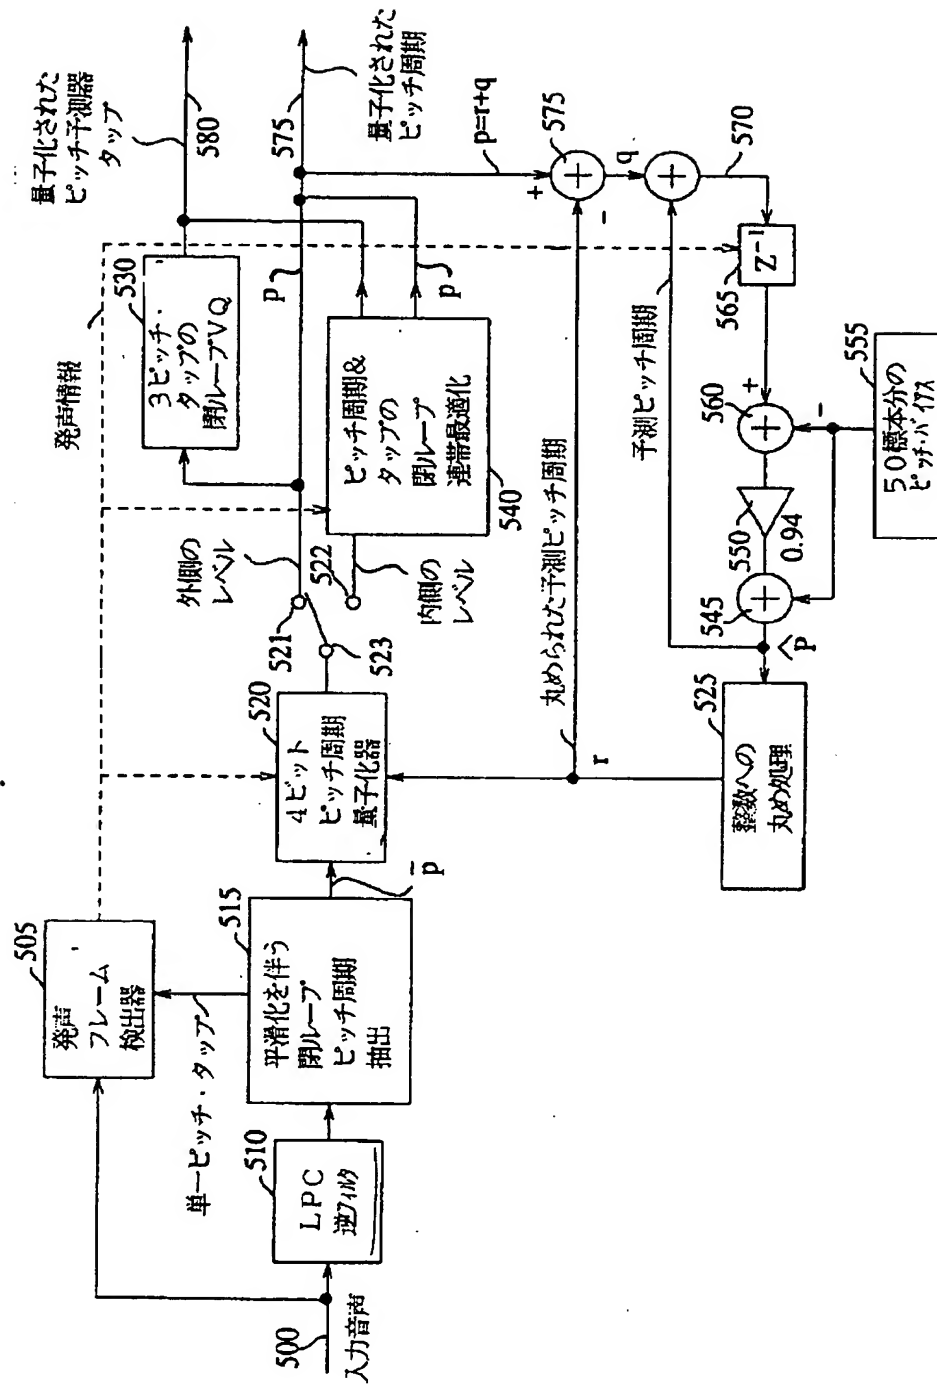 500
入力音声
510
LPC
逆フィルタ
単一ピッチ・タップ
505
発声
フレーム
検出器
515
平滑化を伴う
閉ループ
ピッチ周期
抽出
p̄
520
4ビット
ピッチ周期
量子化器
521
523
522
外側の
レベル
内側の
レベル
発声情報
530
3ピッチ・
タップの
閉ループVQ
量子化された
ピッチ予測器
タップ
580
575
量子化された
ピッチ周期
p
p
ピッチ周期&
タップの
閉ループ
連帯最適化
540
p=r+q
+
575
-
q
570
Z⁻¹
565
予測ピッチ周期
丸められた予測ピッチ周期
+
560
-
555
50標本分の
ピッチ・バイアス
550
0.94
545
p̂
525
整数への
丸め処理
r